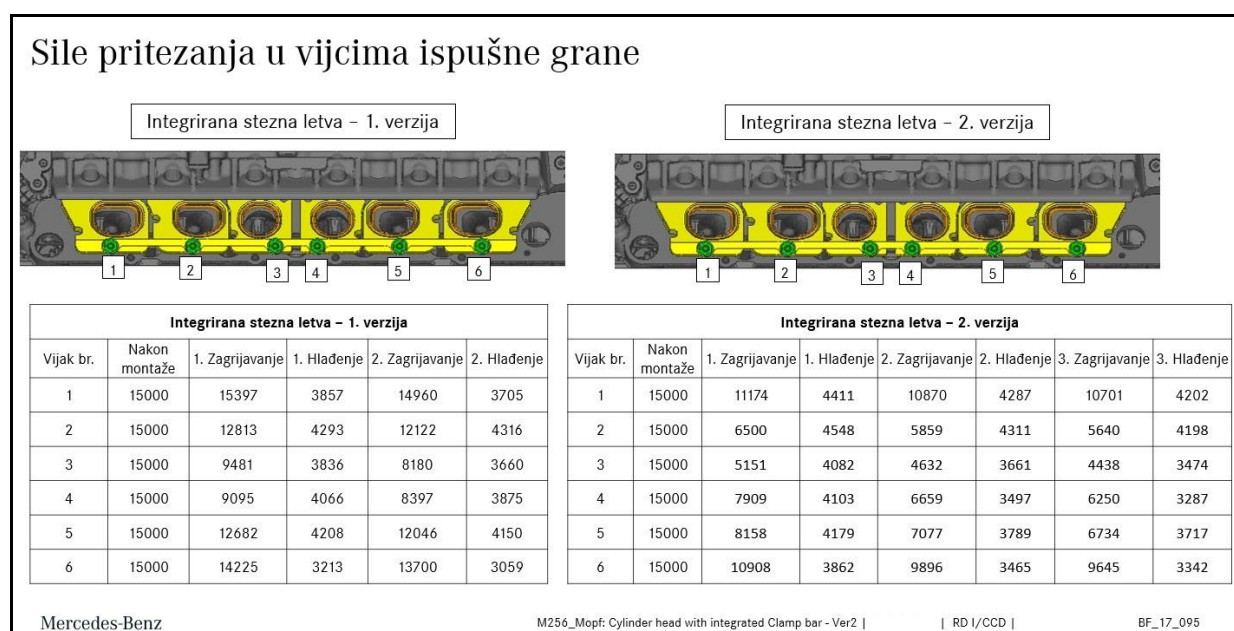 Sile pritezanja u vijcima ispušne grane
Integrirana stezna letva – 1. verzija
1 2 3 4 5 6
Integrirana stezna letva – 2. verzija
1 2 3 4 5 6
Integrirana stezna letva – 1. verzija
Vijak br. Nakon montaže 1. Zagrijavanje 1. Hlađenje 2. Zagrijavanje 2. Hlađenje
1 15000 15397 3857 14960 3705
2 15000 12813 4293 12122 4316
3 15000 9481 3836 8180 3660
4 15000 9095 4066 8397 3875
5 15000 12682 4208 12046 4150
6 15000 14225 3213 13700 3059
Integrirana stezna letva – 2. verzija
Vijak br. Nakon montaže 1. Zagrijavanje 1. Hlađenje 2. Zagrijavanje 2. Hlađenje 3. Zagrijavanje 3. Hlađenje
1 15000 11174 4411 10870 4287 10701 4202
2 15000 6500 4548 5859 4311 5640 4198
3 15000 5151 4082 4632 3661 4438 3474
4 15000 7909 4103 6659 3497 6250 3287
5 15000 8158 4179 7077 3789 6734 3717
6 15000 10908 3862 9896 3465 9645 3342
Mercedes-Benz
M256_Mopf: Cylinder head with integrated Clamp bar - Ver2 | | RD I/CCD | BF_17_095